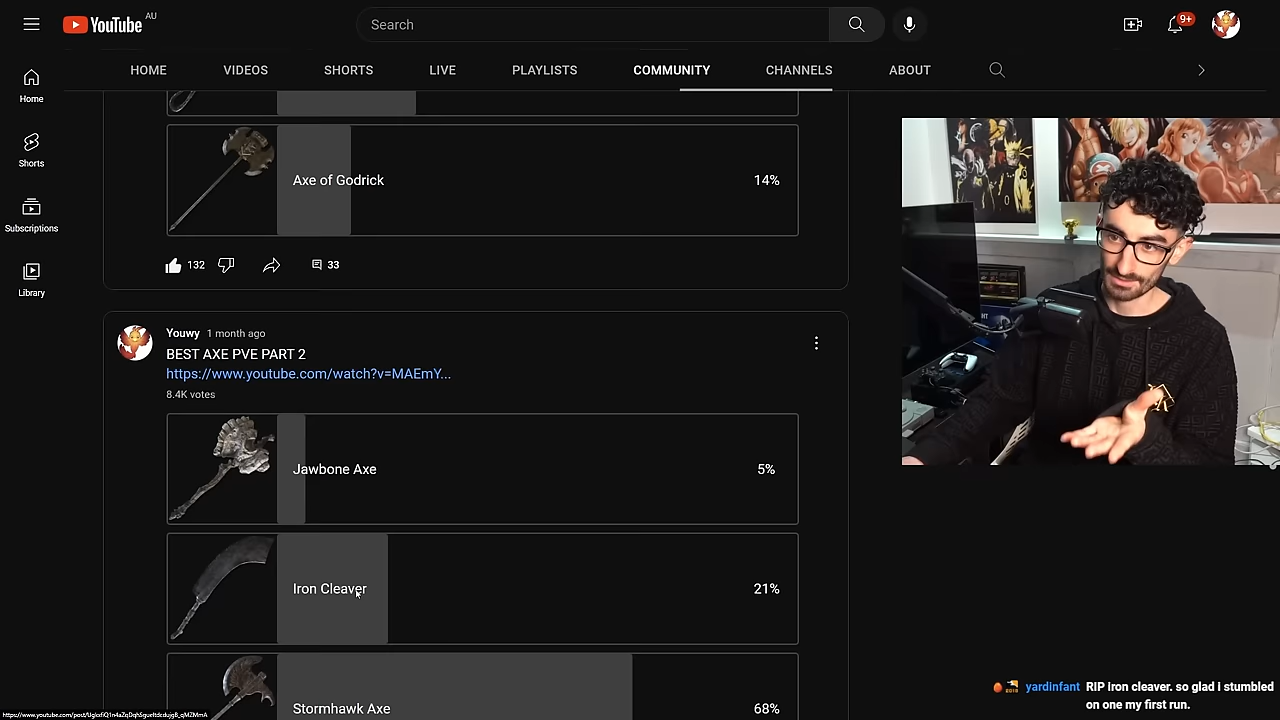 YouTube AU
Search
9+
HOME VIDEOS SHORTS LIVE PLAYLISTS COMMUNITY CHANNELS ABOUT
Home
Shorts
Subscriptions
Library
Axe of Godrick 14%
132 33
Youwy 1 month ago
BEST AXE PVE PART 2
https://www.youtube.com/watch?v=MAEmY...
8.4K votes
Jawbone Axe 5%
Iron Cleaver 21%
Stormhawk Axe 68%
yardinfant RIP Iron cleaver. so glad i stumbled
on one my first run.